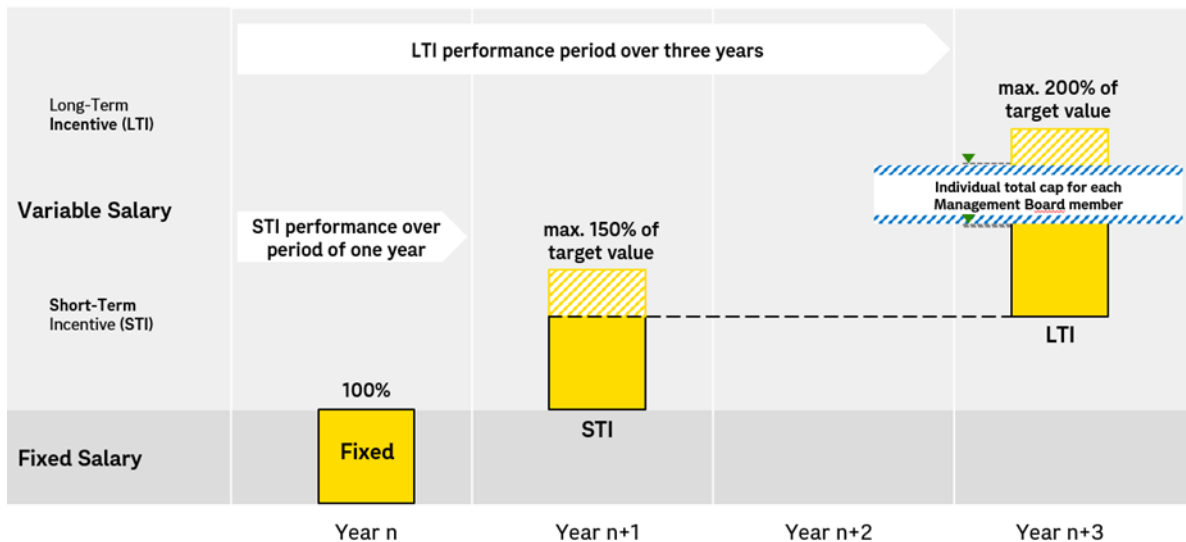 LTI performance period over three years
Long-Term
Incentive (LTI)
max. 200% of
target value
Individual total cap for each
Management Board member
Variable Salary
STI performance over
period of one year
max. 150% of
target value
Short-Term
Incentive (STI)
LTI
100%
STI
Fixed Salary
Fixed
Year n
Year n+1
Year n+2
Year n+3